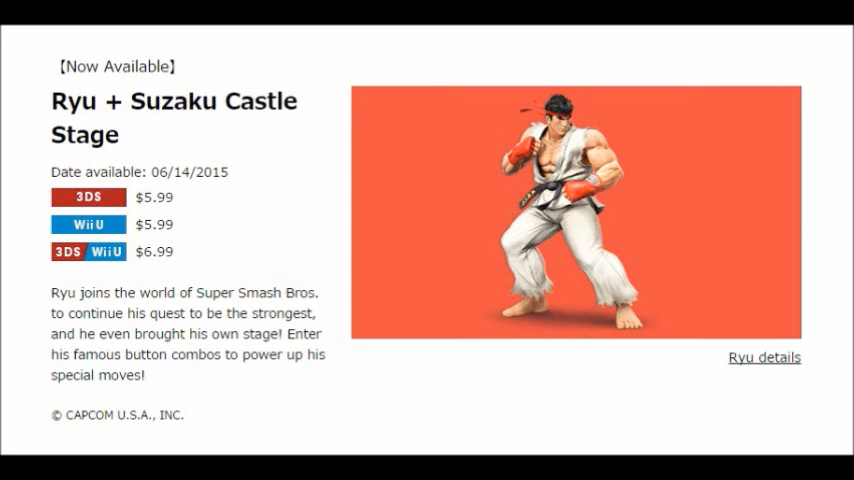 【Now Available】
Ryu + Suzaku Castle
Stage
Date available: 06/14/2015
3DS $5.99
Wii U $5.99
3DS Wii U $6.99
Ryu joins the world of Super Smash Bros.
to continue his quest to be the strongest,
and he even brought his own stage! Enter
his famous button combos to power up his
special moves!
© CAPCOM U.S.A., INC.
Ryu details